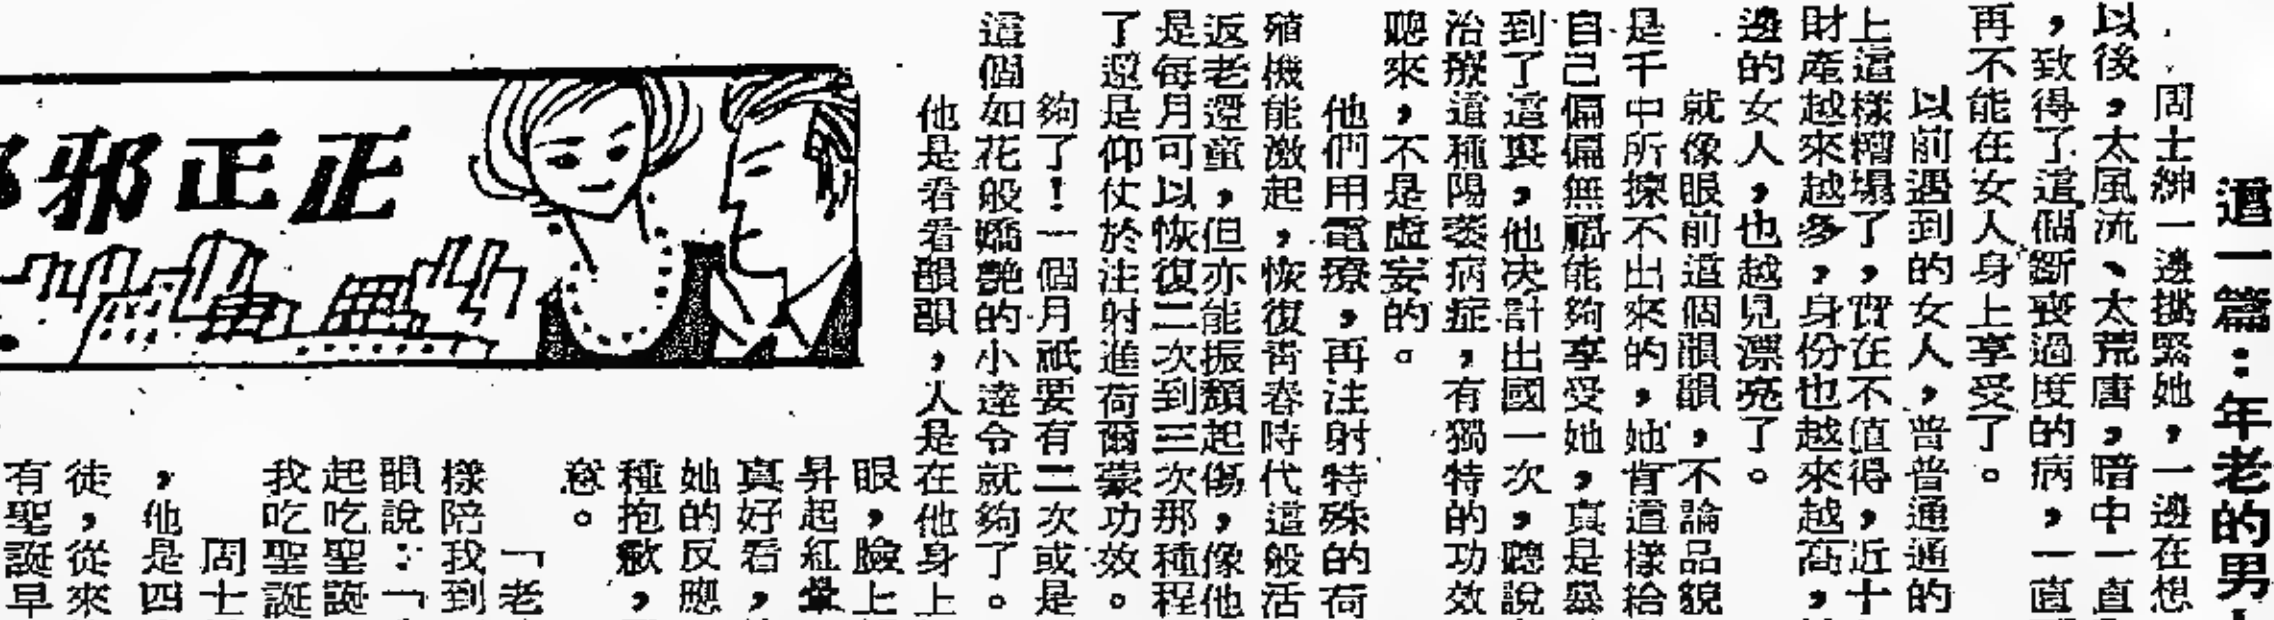 這一篇：年老的男
周士紳一邊挑緊她，一邊在想
以後，太風流、太荒唐，暗中一直
，致得了這個斷喪過度的病，一直
再不能在女人身上享受了。
以前遇到的女人，普普通通的
上這樣糟塌了，實在不值得，近十
財產越來越多，身份也越來越高，
邊的女人，也越見漂亮了。
就像眼前這個韻韻，不論品貌
是千中所揀不出來的，她肯這樣給
自己偏偏無福能夠享受她，真是
到了這裏，他决計出國一次，聽說
治療這種陽萎病症，有獨特的功效
聽來，不是虛妄的。
他們用電療，再注射特殊的荷
殖機能激起，恢復青春時代這般活
返老還童，但亦能振頹起傷，像他
是每月可以恢復二次到三次那種程
了還是仰仗於注射進荷爾蒙功效。
夠了！一個月祇要有二次或是
這個如花般嬌艷的小達令就夠了。
他是看看韻韻，人是在他身上
正正邪
眼，臉上
昇起紅暈
真好看，
她的反應
種抱歉，
「老
樣陪我到
韻說：「
起吃聖誕
我吃聖誕
周士
，他是四
徒，從來
有聖誕早